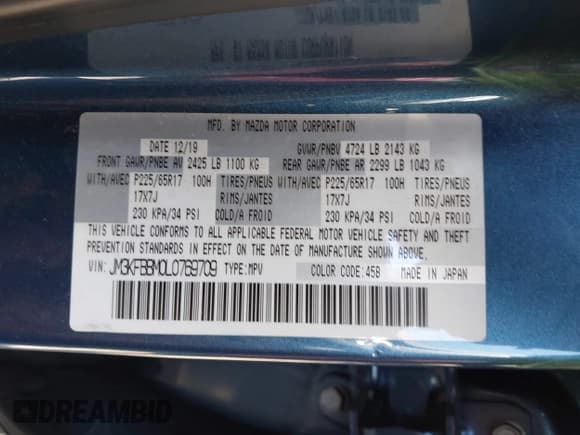 MFD. BY MAZDA MOTOR CORPORATION
DATE 12/19 GVWR/PNBV 4724 LB 2143 KG
FRONT GAWR/PNBE AV 2425 LB 1100 KG REAR GAWR/PNBE AR 2299 LB 1043 KG
WITH/AVEC P225/65R17 100H TIRES/PNEUS WITH/AVEC P225/65R17 100H TIRES/PNEUS
17X7J RIMS/JANTES 17X7J RIMS/JANTES
230 KPA/34 PSI COLD/A FROID 230 KPA/34 PSI COLD/A FROID
THIS VEHICLE CONFORMS TO ALL APPLICABLE FEDERAL MOTOR VEHICLE SAFETY AND THEFT
PREVENTION STANDARDS IN EFFECT ON THE DATE OF MANUFACTURE SHOWN ABOVE.
VIN: JM3KFBBM0L0769709 TYPE:MPV COLOR CODE:45B MADE IN JAPAN
DREAMBID